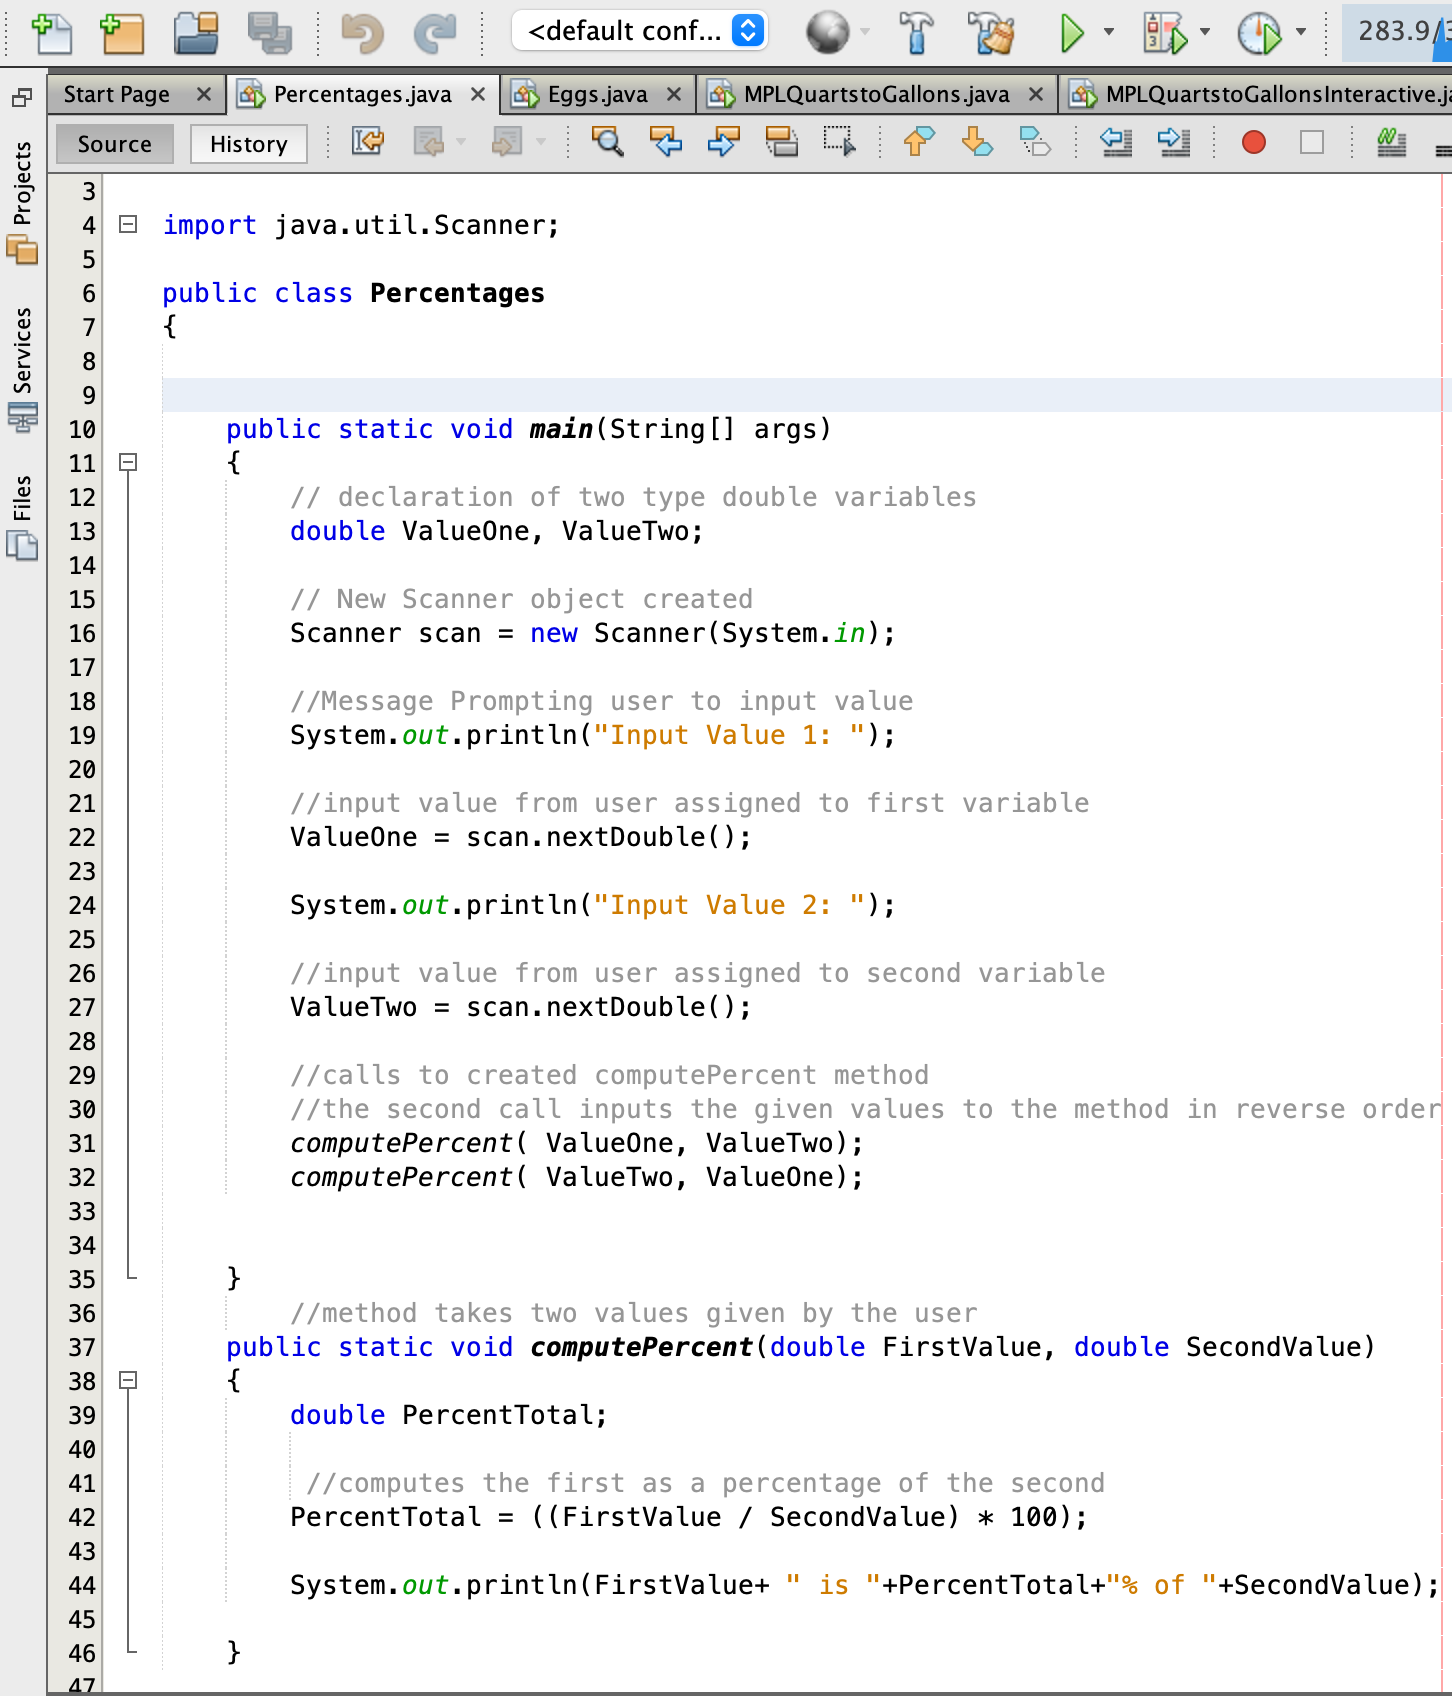 <default conf...
283.9/3
Start Page Percentages.java Eggs.java MPLQuartstoGallons.java MPLQuartstoGallonsInteractive.ja
Source History
Projects
Services
Files
3
4 import java.util.Scanner;
5
6 public class Percentages
7 {
8
9
10 public static void main(String[] args)
11 {
12 // declaration of two type double variables
13 double ValueOne, ValueTwo;
14
15 // New Scanner object created
16 Scanner scan = new Scanner(System.in);
17
18 //Message Prompting user to input value
19 System.out.println("Input Value 1: ");
20
21 //input value from user assigned to first variable
22 ValueOne = scan.nextDouble();
23
24 System.out.println("Input Value 2: ");
25
26 //input value from user assigned to second variable
27 ValueTwo = scan.nextDouble();
28
29 //calls to created computePercent method
30 //the second call inputs the given values to the method in reverse order
31 computePercent( ValueOne, ValueTwo);
32 computePercent( ValueTwo, ValueOne);
33
34
35 }
36 //method takes two values given by the user
37 public static void computePercent(double FirstValue, double SecondValue)
38 {
39 double PercentTotal;
40
41 //computes the first as a percentage of the second
42 PercentTotal = ((FirstValue / SecondValue) * 100);
43
44 System.out.println(FirstValue+ " is "+PercentTotal+"% of "+SecondValue);
45
46 }
47